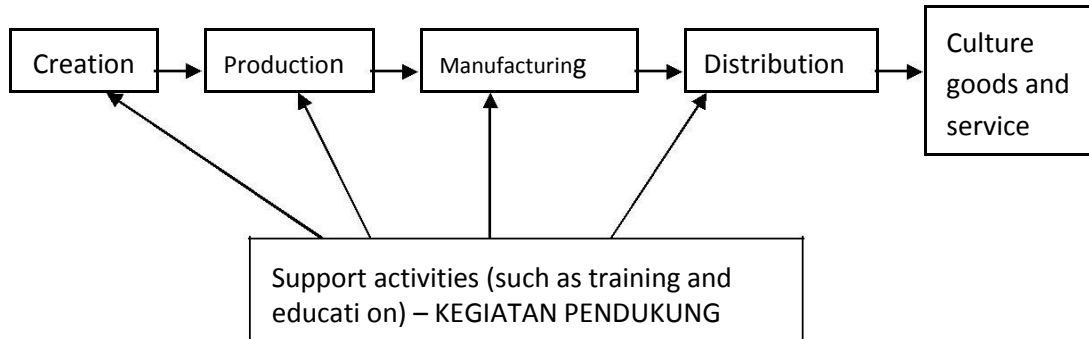 Creation
Production
Manufacturing
Distribution
Culture
goods and
service
Support activities (such as training and
educati on) – KEGIATAN PENDUKUNG